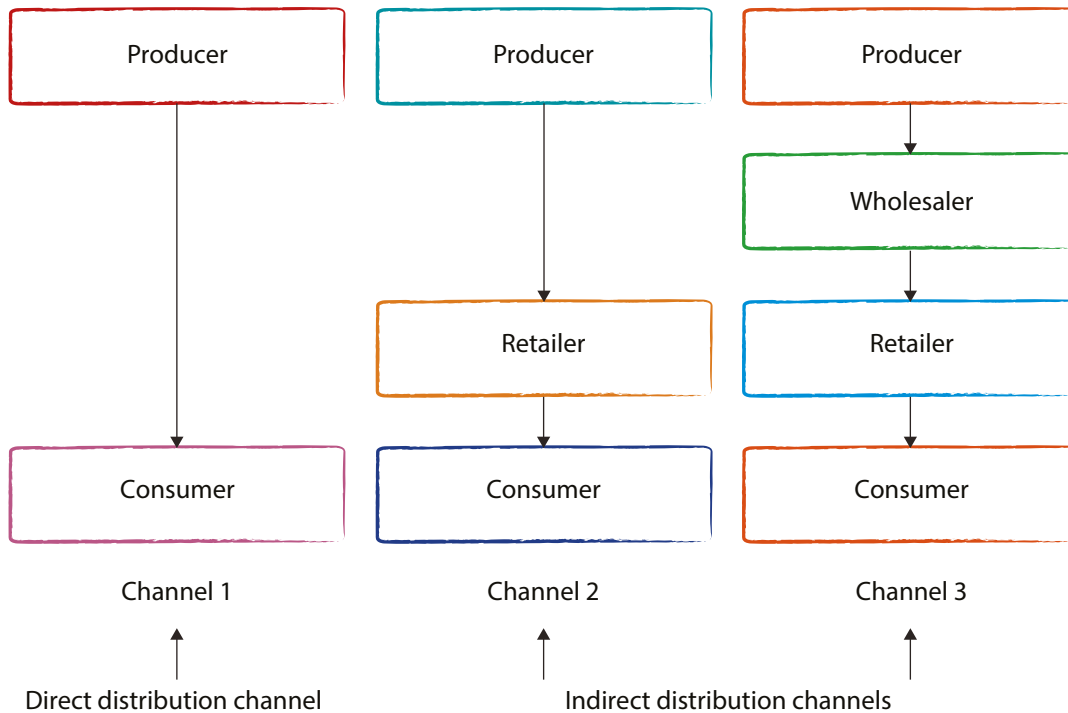 Producer
Producer
Producer
Wholesaler
Retailer
Retailer
Consumer
Consumer
Consumer
Channel 1
Channel 2
Channel 3
Direct distribution channel
Indirect distribution channels